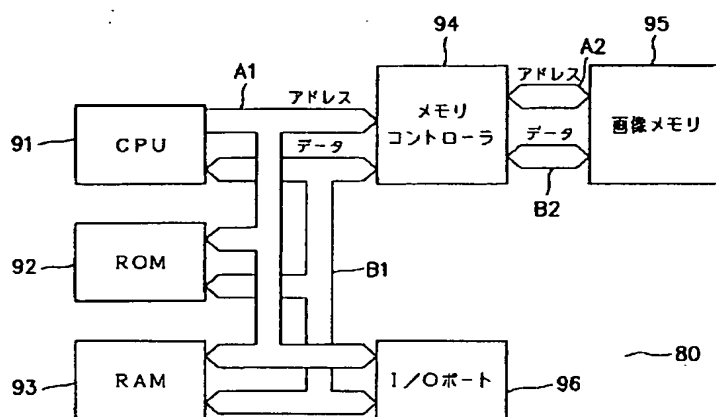 94
95
A1
アドレス
アドレス
A2
91
CPU
データ
メモリ
コントローラ
データ
画像メモリ
B2
92
ROM
B1
93
RAM
I/Oポート
96
80